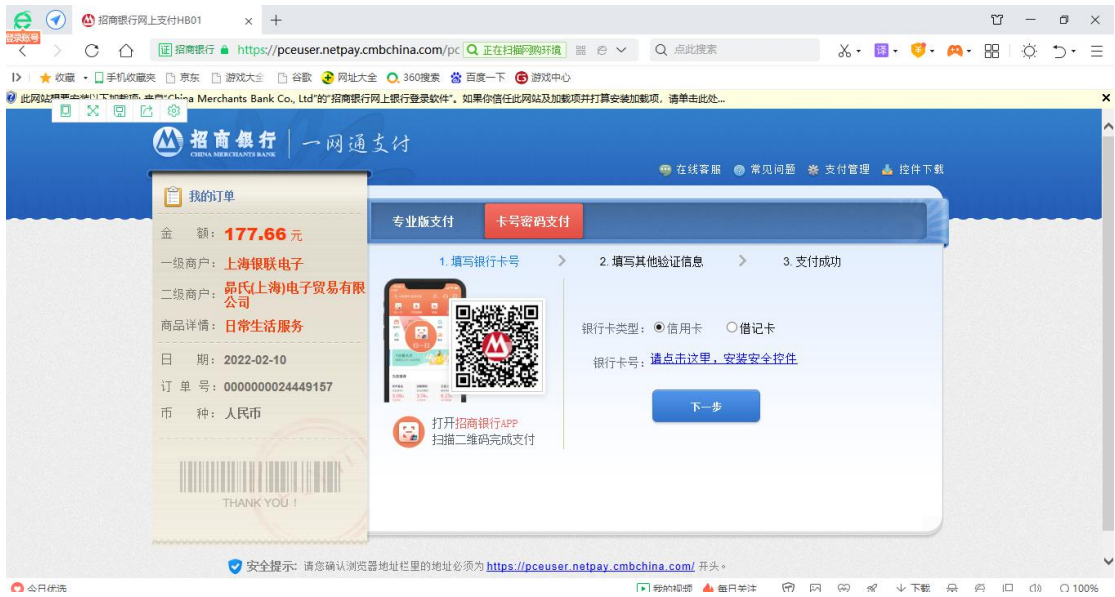 招商银行网上支付HB01
登录账号
证 招商银行 https://pceuser.netpay.cmbchina.com/pc 正在扫瞄网购环境 点此搜索
收藏 手机收藏夹 京东 游戏大全 谷歌 网址大全 360搜索 百度一下 游戏中心
Merchants Bank Co., Ltd"的"招商银行网上银行登录软件"。如果你信任此网站及加载项并打算安装加载项，请单击此处...
招商银行 一网通支付
CHINA MERCHANTS BANK
在线客服 常见问题 支付管理 控件下载
我的订单
金 额：177.66 元
一级商户：上海银联电子
二级商户：昴氏(上海)电子贸易有限
公司
商品详情：日常生活服务
日 期：2022-02-10
订 单 号：0000000024449157
币 种：人民币
THANK YOU !
专业版支付 卡号密码支付
1. 填写银行卡号 > 2. 填写其他验证信息 > 3. 支付成功
银行卡类型： 信用卡 借记卡
银行卡号：请点击这里，安装安全控件
下一步
打开招商银行APP
扫描二维码完成支付
安全提示：请您确认浏览器地址栏里的地址必须为 https://pceuser.netpay.cmbchina.com/ 开头。
今日优选 我的视频 每日关注 下载 100%